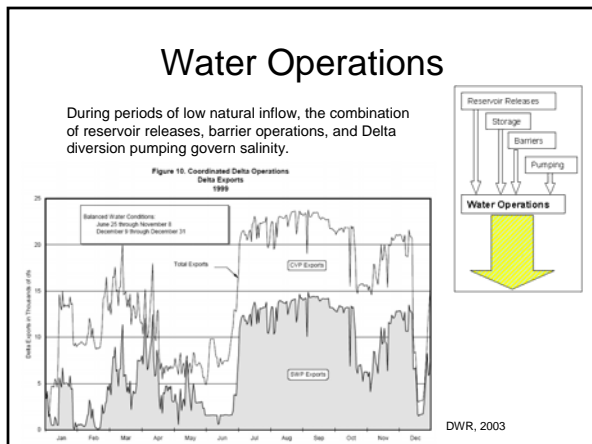 Water Operations
During periods of low natural inflow, the combination
of reservoir releases, barrier operations, and Delta
diversion pumping govern salinity.
Reservoir Releases
Storage
Barriers
Pumping
Water Operations
Figure 10. Coordinated Delta Operations
Delta Exports
1999
Delta Exports in Thousands of cfs
25
20
15
10
5
0
Balanced Water Conditions:
June 25 through November 8
December 8 through December 31
Total Exports
CVP Exports
SWP Exports
Jan Feb Mar Apr May Jun Jul Aug Sep Oct Nov Dec
DWR, 2003